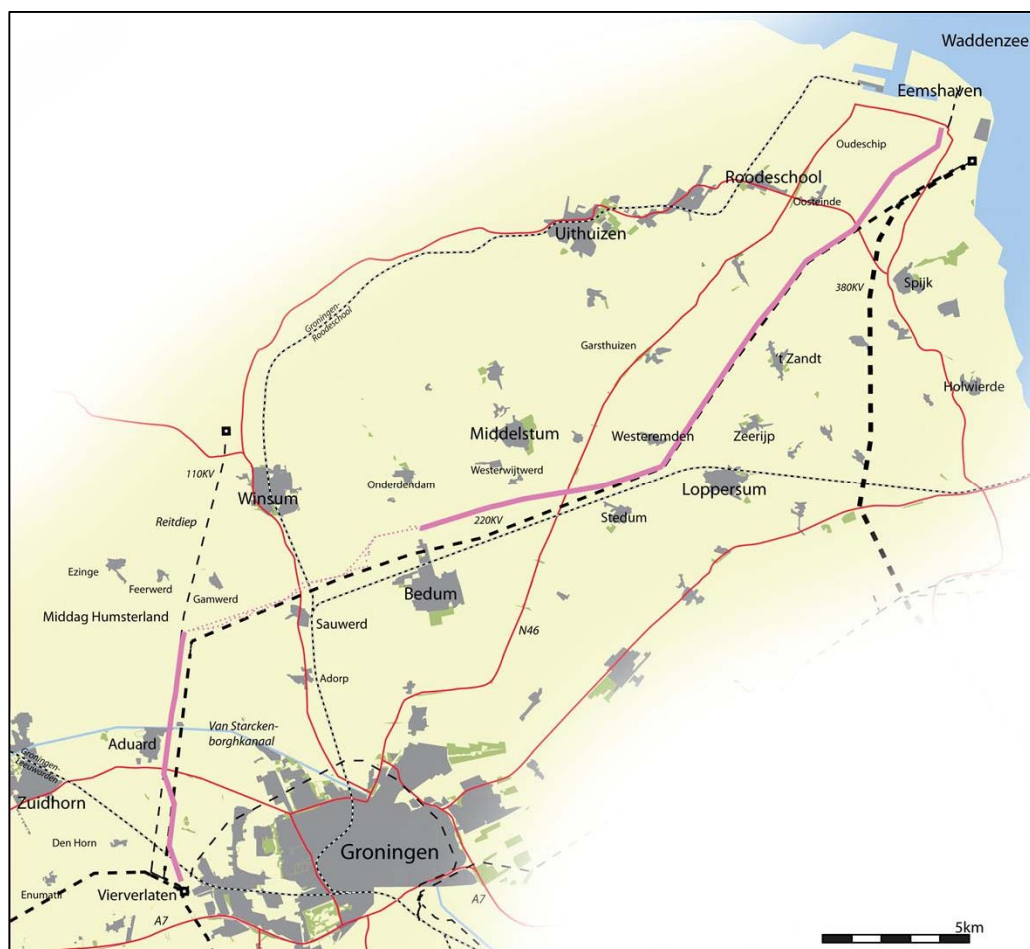 Waddenzee
Eemshaven
Oudeschip
Roodeschool
Oosteinde
Uithuizen
380KV
Spijk
Groningen-
Roodeschool
Garsthuizen
't Zandt
Holwierde
Middelstum
Westeremden
Zeerijp
110KV
Westerwijtwerd
Winsum
Onderdendam
Loppersum
Reitdiep
220KV
Stedum
Ezinge
Feerwerd
Gamwerd
Bedum
Middag Humsterland
Sauwerd
N46
Adorp
Van Starcken-
borghkanaal
Aduard
Groningen-
Leeuwarden
Zuidhorn
Den Horn
Groningen
Enumatil
Vierverlaten
A7
A7
5km